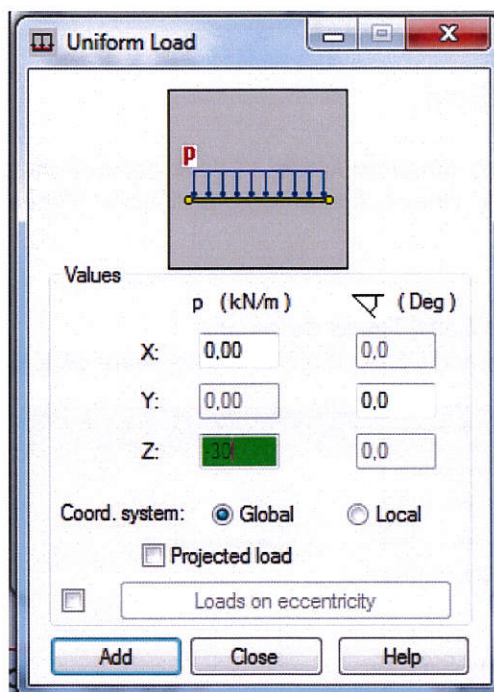 Uniform Load
p
Values
p (kN/m) (Deg)
X: 0,00 0,0
Y: 0,00 0,0
Z: -30 0,0
Coord. system: Global Local
Projected load
Loads on eccentricity
Add Close Help